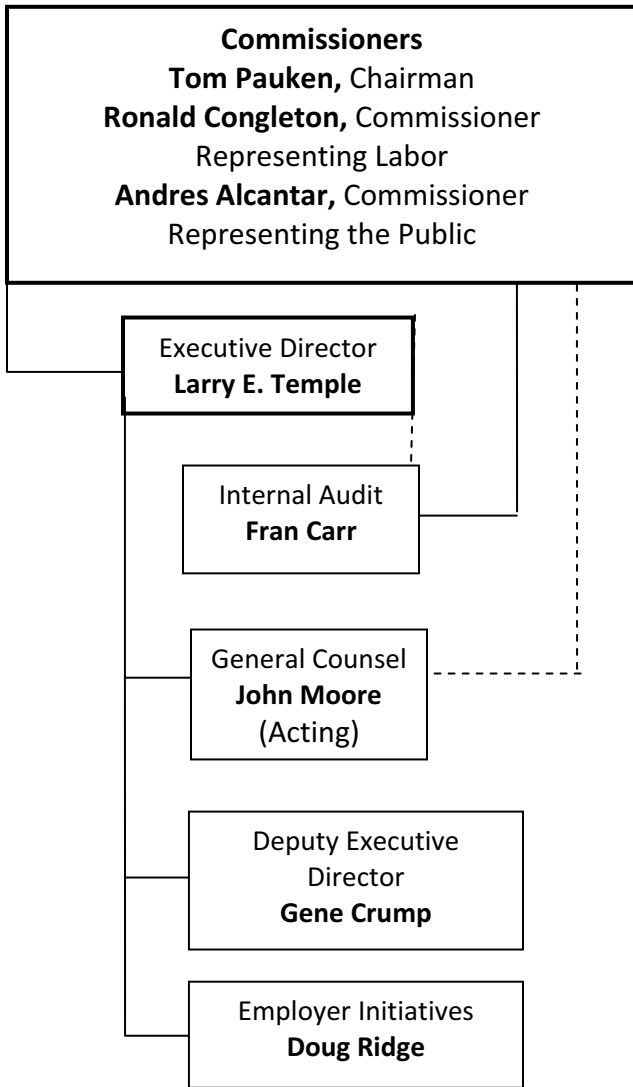 Commissioners
Tom Pauken, Chairman
Ronald Congleton, Commissioner
Representing Labor
Andres Alcantar, Commissioner
Representing the Public
Executive Director
Larry E. Temple
Internal Audit
Fran Carr
General Counsel
John Moore
(Acting)
Deputy Executive
Director
Gene Crump
Employer Initiatives
Doug Ridge